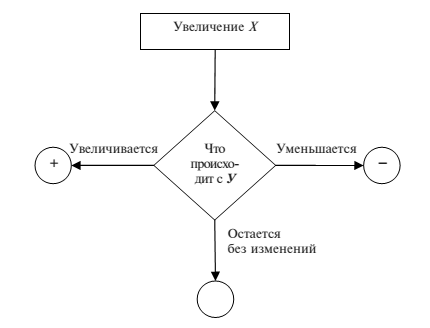 Увеличение X
Что
происхо-
дит с У
Увеличивается
+
Уменьшается
−
Остается
без изменений